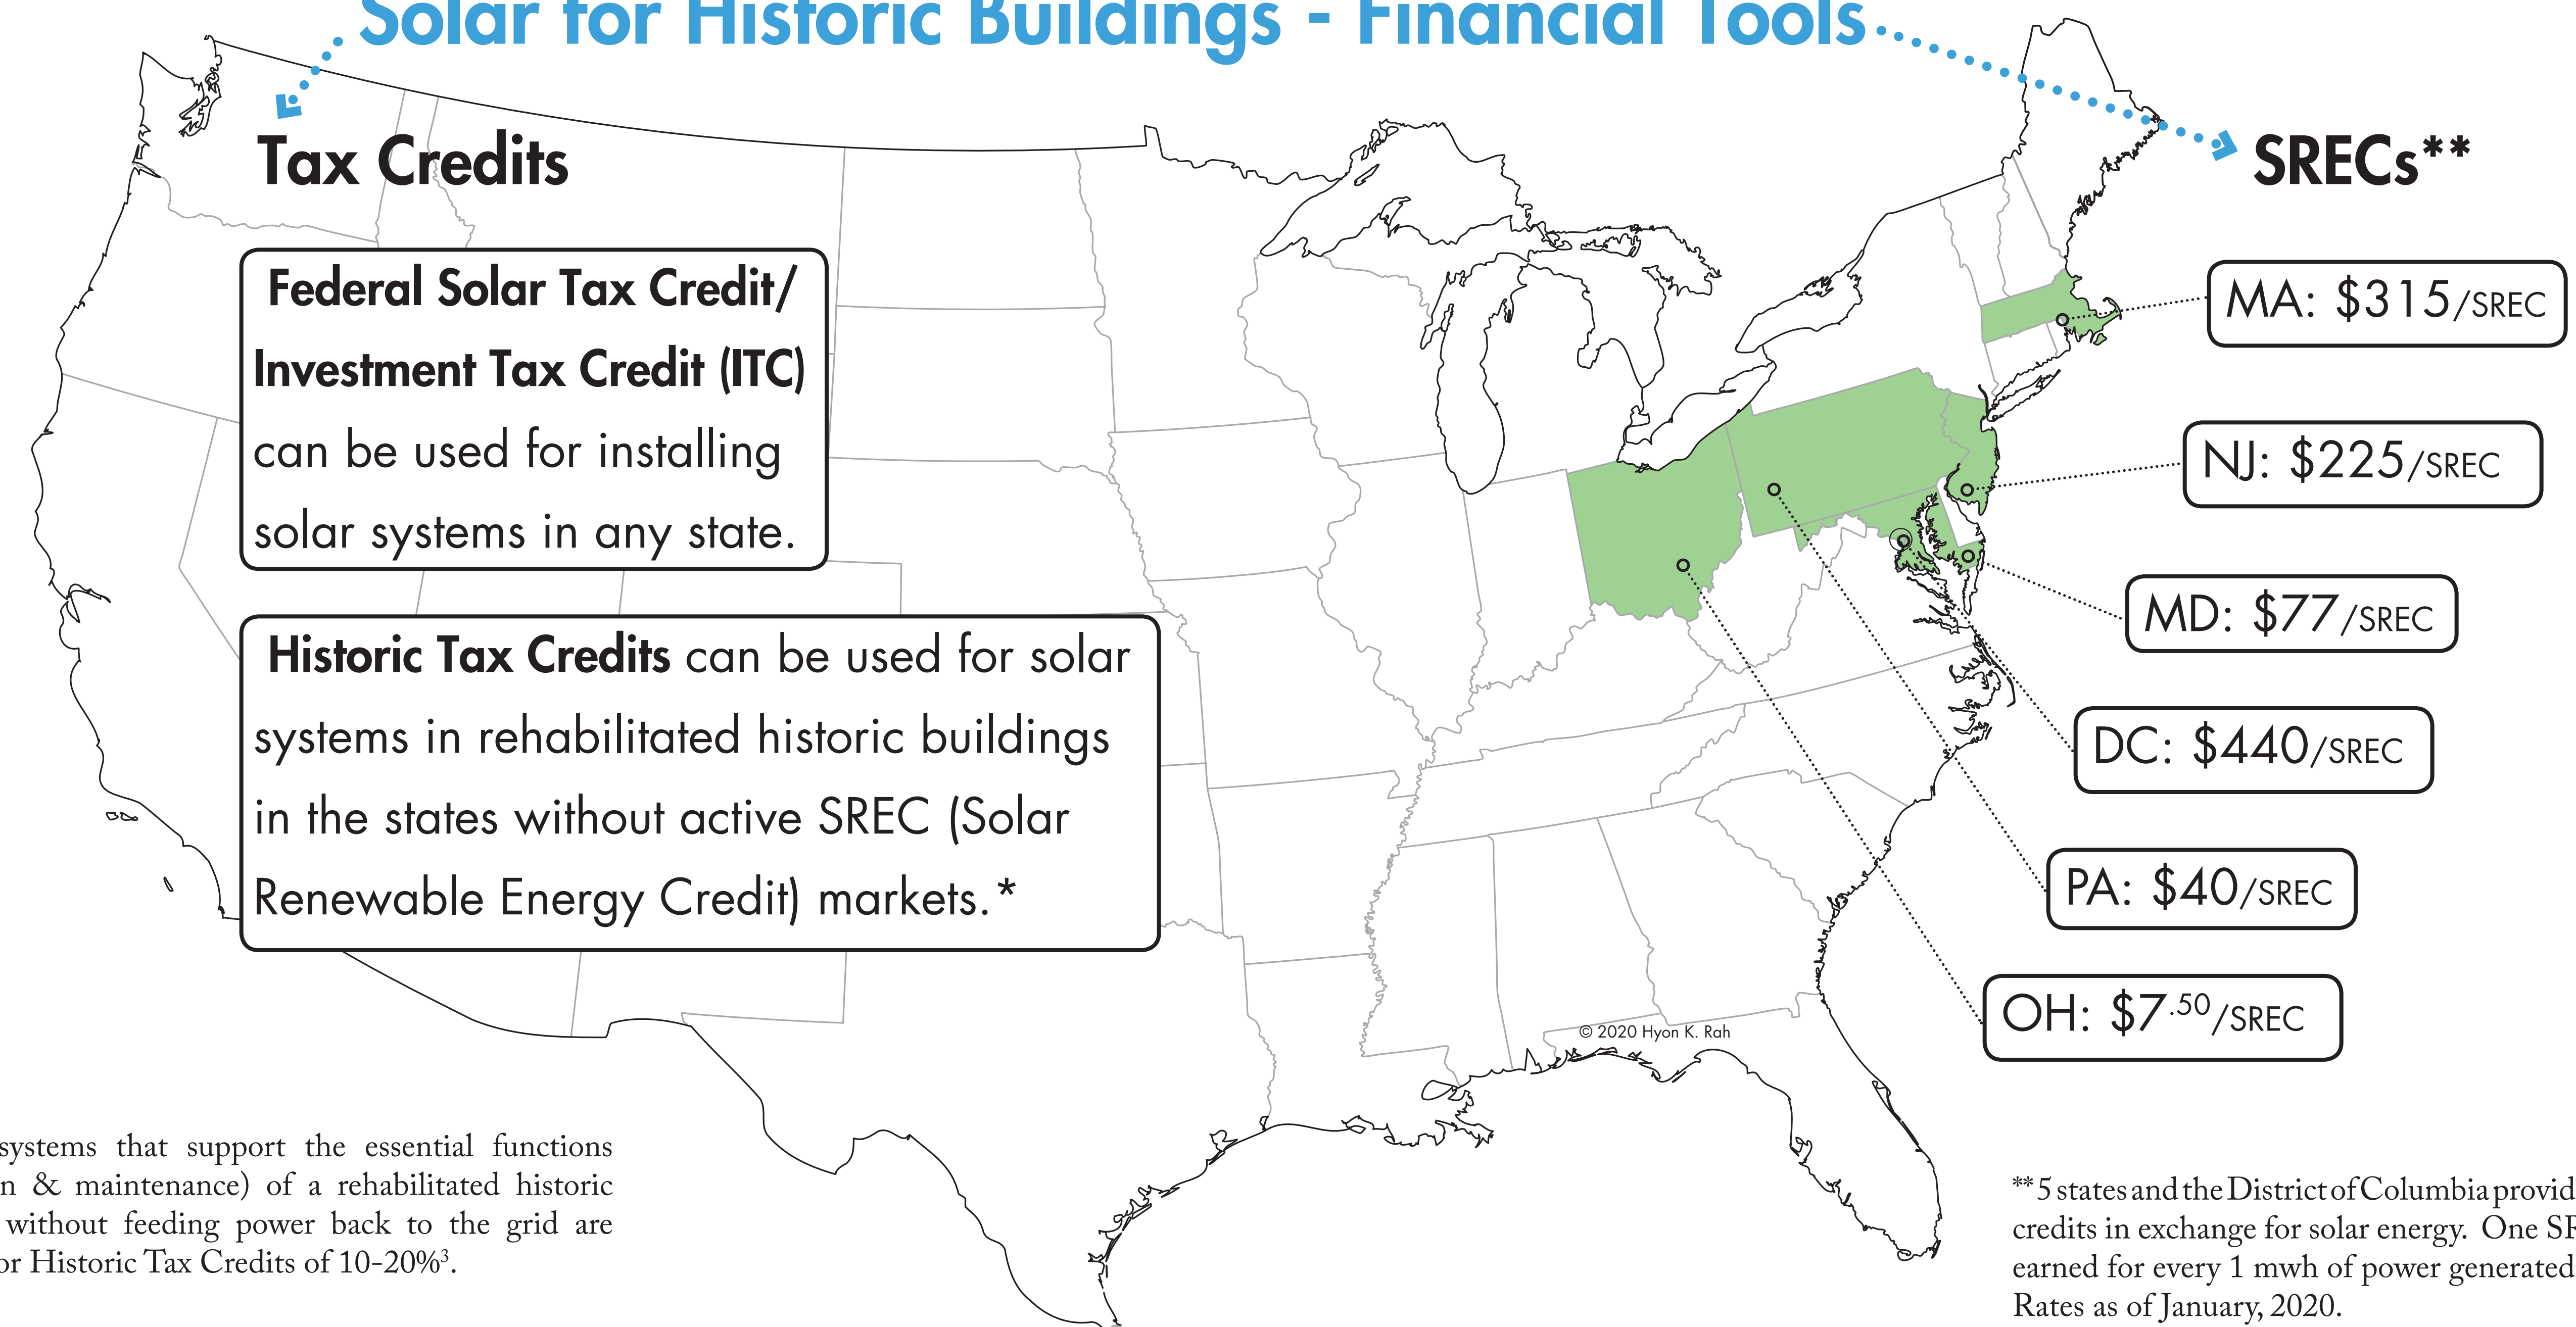 Solar for Historic Buildings - Financial Tools
Tax Credits
Federal Solar Tax Credit/
Investment Tax Credit (ITC)
can be used for installing
solar systems in any state.
Historic Tax Credits can be used for solar
systems in rehabilitated historic buildings
in the states without active SREC (Solar
Renewable Energy Credit) markets.*
SRECs**
MA: $315/SREC
NJ: $225/SREC
MD: $77/SREC
DC: $440/SREC
PA: $40/SREC
OH: $7.50/SREC
© 2020 Hyon K. Rah
systems that support the essential functions
& maintenance) of a rehabilitated historic
without feeding power back to the grid are
or Historic Tax Credits of 10-20%³.
**5 states and the District of Columbia provid
credits in exchange for solar energy. One SR
earned for every 1 mwh of power generated
Rates as of January, 2020.